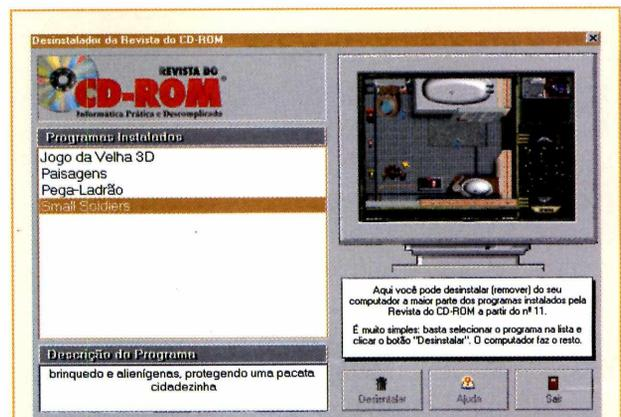 Desinstalador da Revista do CD-ROM
REVISTA DO
CD-ROM
Informática Prática e Descomplicada
Programas Instalados
Jogo da Velha 3D
Paisagens
Pega-Ladrão
Small Soldiers
Aqui você pode desinstalar (remover) do seu
computador a maior parte dos programas instalados pela
Revista do CD-ROM a partir do nº 11.
É muito simples: basta selecionar o programa na lista e
clicar o botão "Desinstalar". O computador faz o resto.
Descrição do Programa
brinquedo e alienígenas, protegendo uma pacata
cidadezinha
Desinstalar
Ajuda
Sair